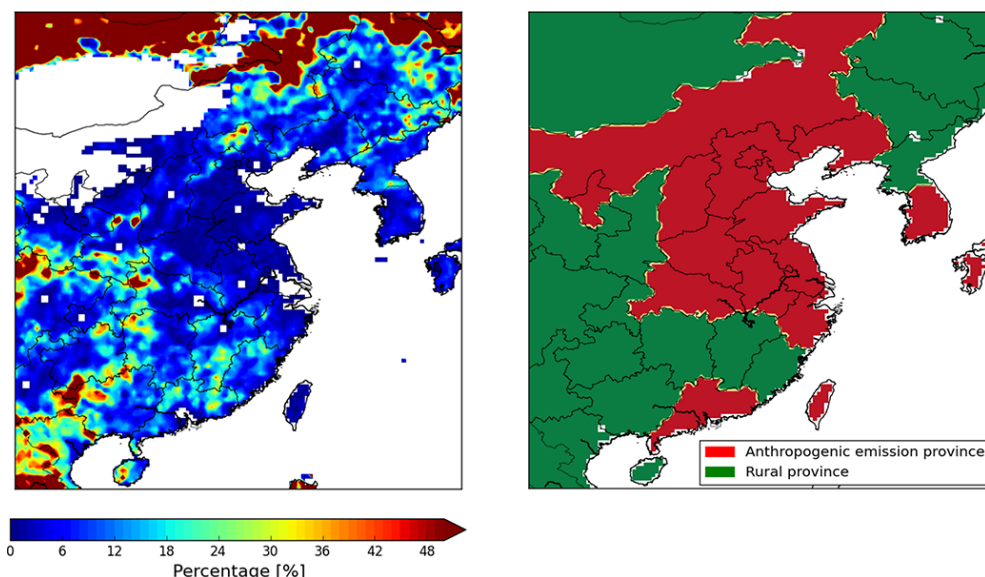 Anthropogenic emission province
Rural province
0 6 12 18 24 30 36 42 48
Percentage [%]